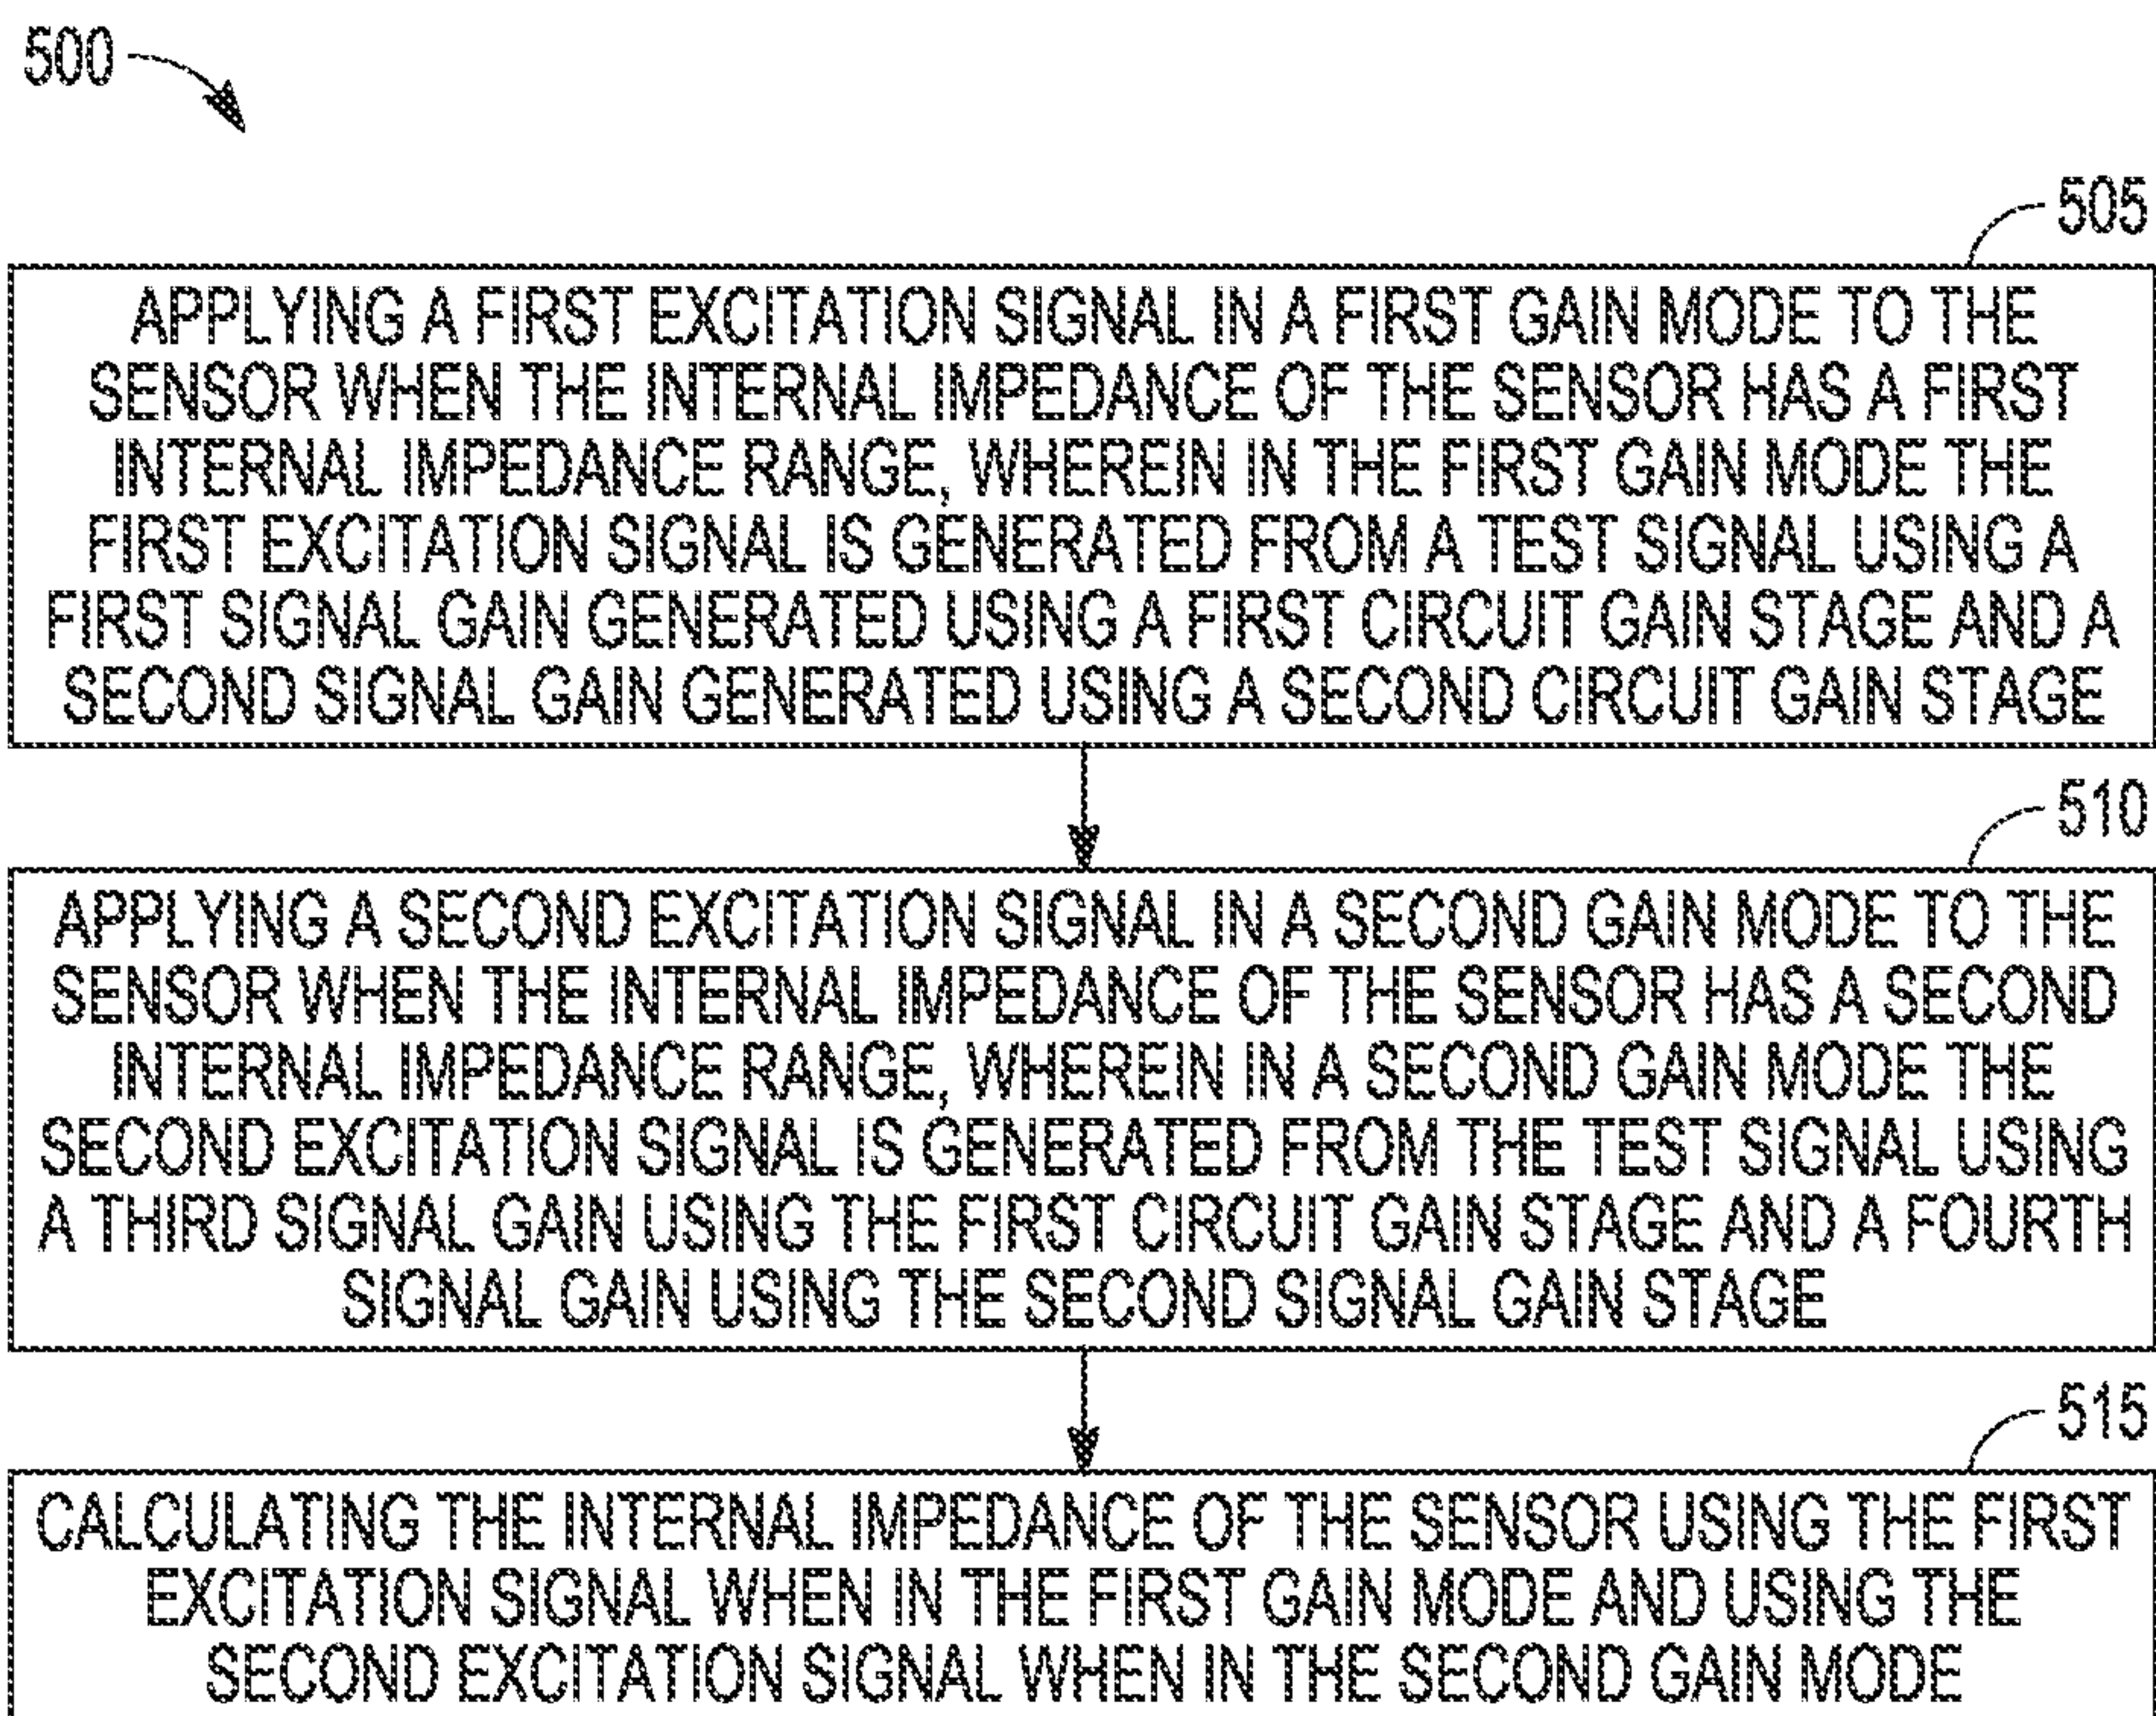 500
505
APPLYING A FIRST EXCITATION SIGNAL IN A FIRST GAIN MODE TO THE
SENSOR WHEN THE INTERNAL IMPEDANCE OF THE SENSOR HAS A FIRST
INTERNAL IMPEDANCE RANGE, WHEREIN IN THE FIRST GAIN MODE THE
FIRST EXCITATION SIGNAL IS GENERATED FROM A TEST SIGNAL USING A
FIRST SIGNAL GAIN GENERATED USING A FIRST CIRCUIT GAIN STAGE AND A
SECOND SIGNAL GAIN GENERATED USING A SECOND CIRCUIT GAIN STAGE
510
APPLYING A SECOND EXCITATION SIGNAL IN A SECOND GAIN MODE TO THE
SENSOR WHEN THE INTERNAL IMPEDANCE OF THE SENSOR HAS A SECOND
INTERNAL IMPEDANCE RANGE, WHEREIN IN A SECOND GAIN MODE THE
SECOND EXCITATION SIGNAL IS GENERATED FROM THE TEST SIGNAL USING
A THIRD SIGNAL GAIN USING THE FIRST CIRCUIT GAIN STAGE AND A FOURTH
SIGNAL GAIN USING THE SECOND SIGNAL GAIN STAGE
515
CALCULATING THE INTERNAL IMPEDANCE OF THE SENSOR USING THE FIRST
EXCITATION SIGNAL WHEN IN THE FIRST GAIN MODE AND USING THE
SECOND EXCITATION SIGNAL WHEN IN THE SECOND GAIN MODE